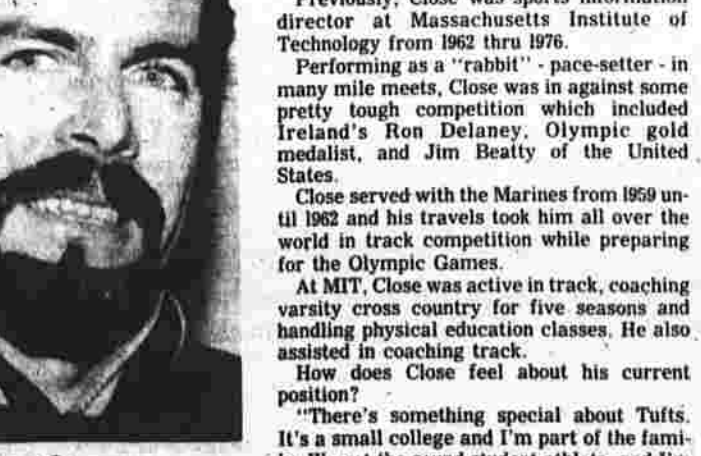 Previously, Close was sports information
director at Massachusetts Institute of
Technology from 1962 thru 1976.
Performing as a "rabbit" - pace-setter - in
many mile meets, Close was in against some
pretty tough competition which included
Ireland's Ron Delaney, Olympic gold
medalist, and Jim Beatty of the United
States.
Close served with the Marines from 1959 un-
til 1962 and his travels took him all over the
world in track competition while preparing
for the Olympic Games.
At MIT, Close was active in track, coaching
varsity cross country for five seasons and
handling physical education classes. He also
assisted in coaching track.
How does Close feel about his current
position?
"There's something special about Tufts.
It's a small college and I'm part of the fami-